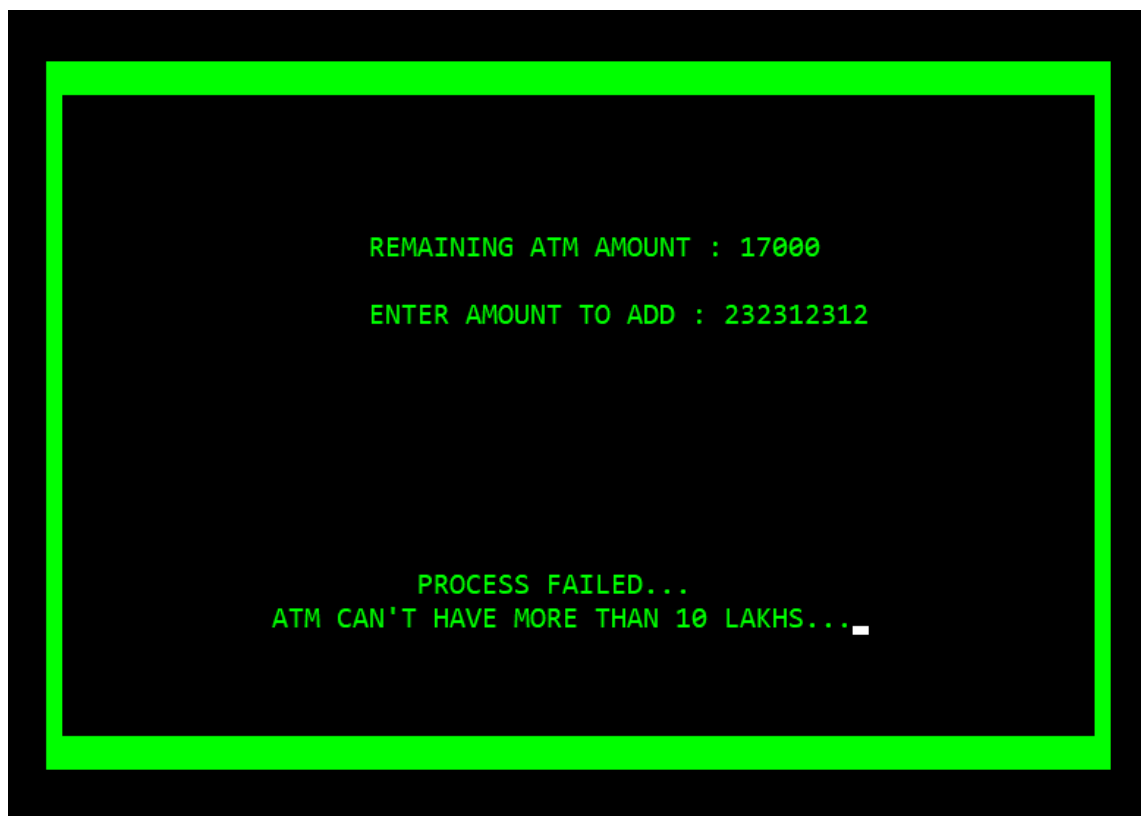 REMAINING ATM AMOUNT : 17000
ENTER AMOUNT TO ADD : 232312312
PROCESS FAILED...
ATM CAN'T HAVE MORE THAN 10 LAKHS...